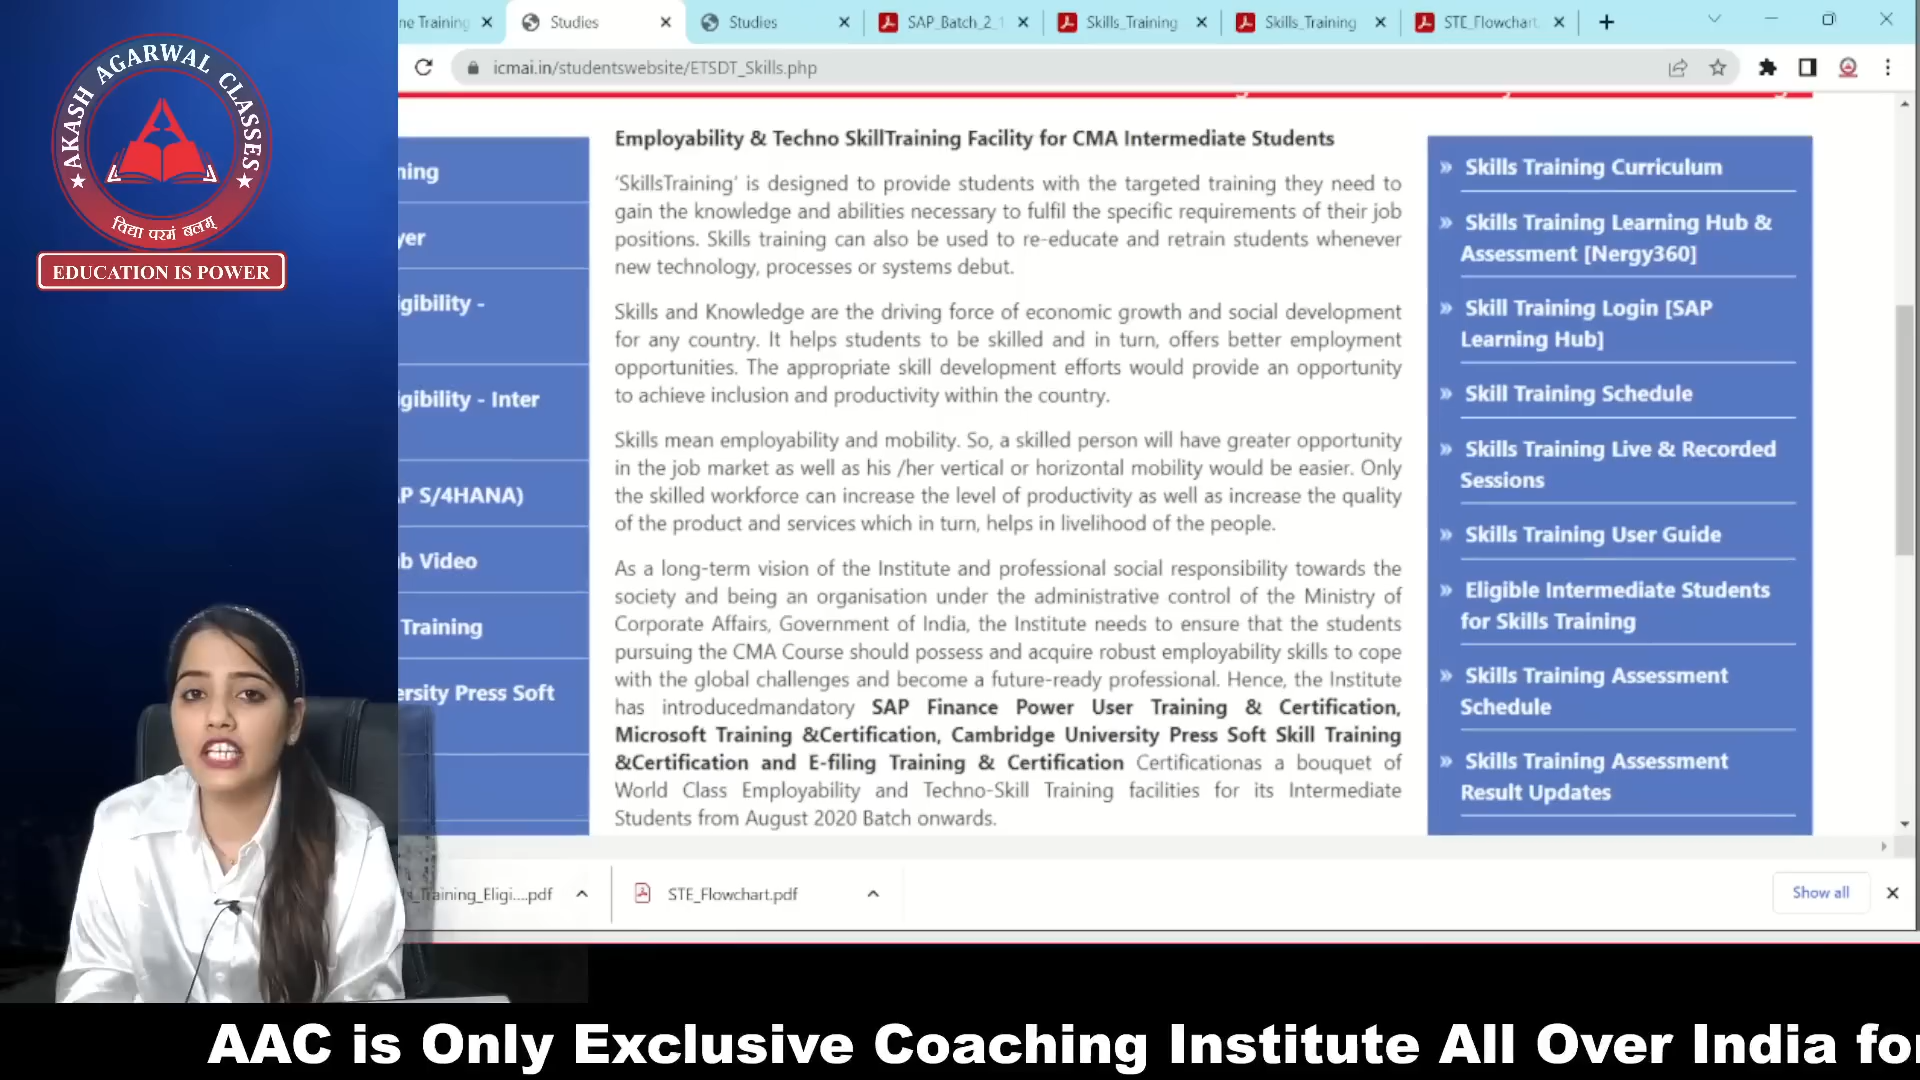 AKASH AGARWAL CLASSES
विद्या परमं बलम्
EDUCATION IS POWER
ne Training
Studies
Studies
SAP_Batch_2_1
Skills_Training
Skills_Training
STE_Flowchart.
icmai.in/studentswebsite/ETSDT_Skills.php
ning
yer
gibility -
gibility - Inter
P S/4HANA)
b Video
Training
ersity Press Soft
Employability & Techno SkillTraining Facility for CMA Intermediate Students
‘SkillsTraining’ is designed to provide students with the targeted training they need to
gain the knowledge and abilities necessary to fulfil the specific requirements of their job
positions. Skills training can also be used to re-educate and retrain students whenever
new technology, processes or systems debut.
Skills and Knowledge are the driving force of economic growth and social development
for any country. It helps students to be skilled and in turn, offers better employment
opportunities. The appropriate skill development efforts would provide an opportunity
to achieve inclusion and productivity within the country.
Skills mean employability and mobility. So, a skilled person will have greater opportunity
in the job market as well as his /her vertical or horizontal mobility would be easier. Only
the skilled workforce can increase the level of productivity as well as increase the quality
of the product and services which in turn, helps in livelihood of the people.
As a long-term vision of the Institute and professional social responsibility towards the
society and being an organisation under the administrative control of the Ministry of
Corporate Affairs, Government of India, the Institute needs to ensure that the students
pursuing the CMA Course should possess and acquire robust employability skills to cope
with the global challenges and become a future-ready professional. Hence, the Institute
has introducedmandatory SAP Finance Power User Training & Certification,
Microsoft Training &Certification, Cambridge University Press Soft Skill Training
&Certification and E-filing Training & Certification Certificationas a bouquet of
World Class Employability and Techno-Skill Training facilities for its Intermediate
Students from August 2020 Batch onwards.
» Skills Training Curriculum
» Skills Training Learning Hub &
Assessment [Nergy360]
» Skill Training Login [SAP
Learning Hub]
» Skill Training Schedule
» Skills Training Live & Recorded
Sessions
» Skills Training User Guide
» Eligible Intermediate Students
for Skills Training
» Skills Training Assessment
Schedule
» Skills Training Assessment
Result Updates
s_Training_Eligi....pdf
STE_Flowchart.pdf
Show all
AAC is Only Exclusive Coaching Institute All Over India for